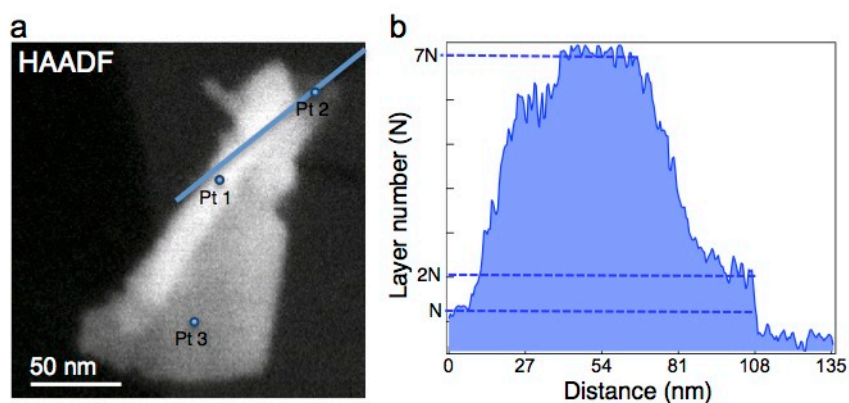 a
HAADF
Pt 2
Pt 1
Pt 3
50 nm
b
Layer number (N)
7N
2N
N
0 27 54 81 108 135
Distance (nm)